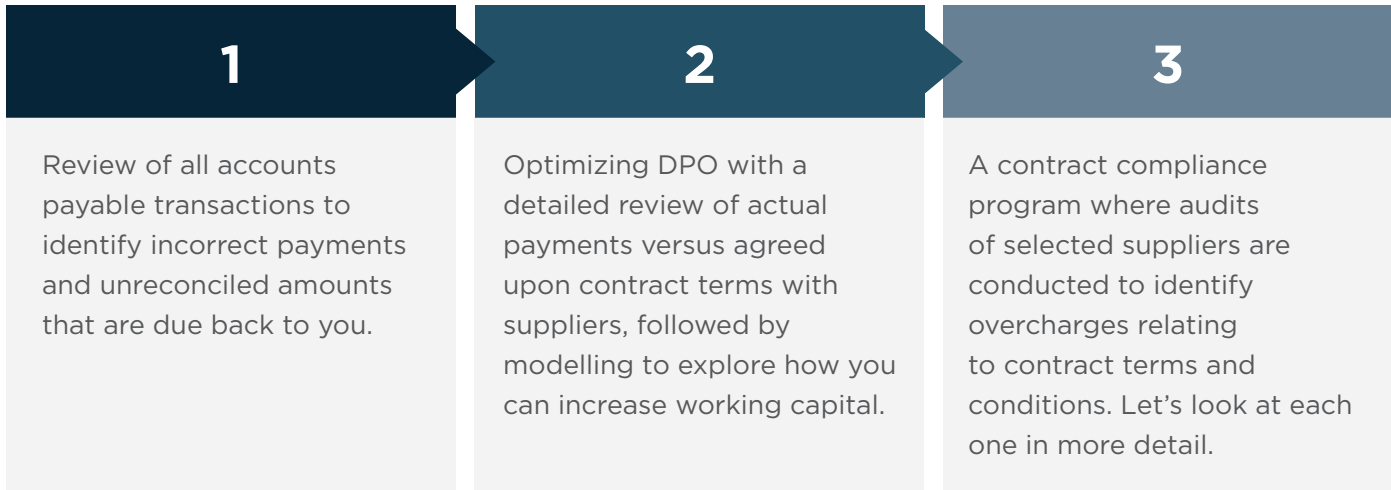 1
Review of all accounts
payable transactions to
identify incorrect payments
and unreconciled amounts
that are due back to you.
2
Optimizing DPO with a
detailed review of actual
payments versus agreed
upon contract terms with
suppliers, followed by
modelling to explore how you
can increase working capital.
3
A contract compliance
program where audits
of selected suppliers are
conducted to identify
overcharges relating
to contract terms and
conditions. Let’s look at each
one in more detail.